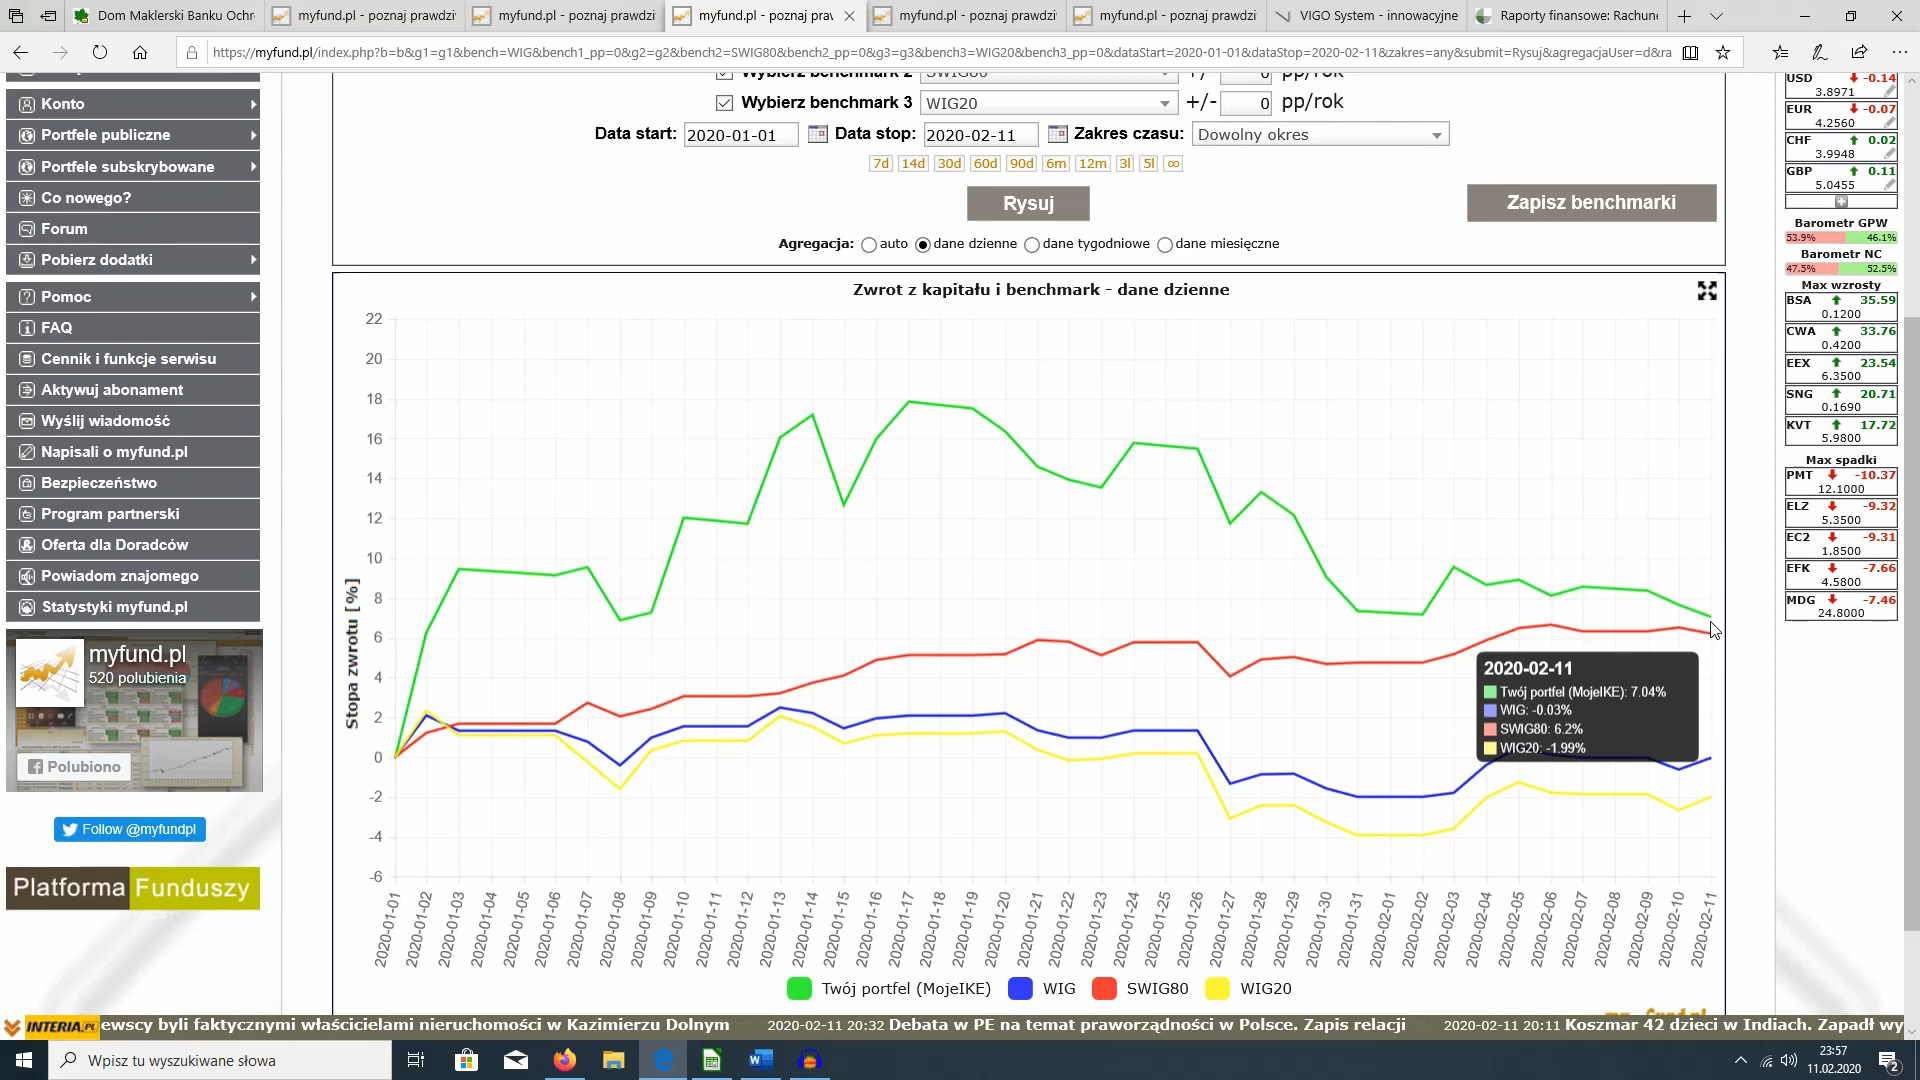 Dom Maklerski Banku Ochr
myfund.pl - poznaj prawdzi
myfund.pl - poznaj prawdzi
myfund.pl - poznaj praw
myfund.pl - poznaj prawdzi
myfund.pl - poznaj prawdzi
VIGO System - innowacyjne
Raporty finansowe: Rachun
https://myfund.pl/index.php?b=b&g1=g1&bench=WIG&bench1_pp=0&g2=g2&bench2=SWIG80&bench2_pp=0&g3=g3&bench3=WIG20&bench3_pp=0&dataStart=2020-01-01&dataStop=2020-02-11&zakres=any&submit=Rysuj&agregacjaUser=d&ra
Konto
Portfele publiczne
Portfele subskrybowane
Co nowego?
Forum
Pobierz dodatki
Pomoc
FAQ
Cennik i funkcje serwisu
Aktywuj abonament
Wyślij wiadomość
Napisali o myfund.pl
Bezpieczeństwo
Program partnerski
Oferta dla Doradców
Powiadom znajomego
Statystyki myfund.pl
myfund.pl
520 polubienia
Polubiono
Follow @myfundpl
Platforma Funduszy
Wybierz benchmark 2 SWIG80 +/- 0 pp/rok
Wybierz benchmark 3 WIG20 +/- 0 pp/rok
Data start: 2020-01-01 Data stop: 2020-02-11 Zakres czasu: Dowolny okres
7d 14d 30d 60d 90d 6m 12m 3l 5l ∞
Rysuj
Zapisz benchmarki
Agregacja: auto dane dzienne dane tygodniowe dane miesięczne
Zwrot z kapitału i benchmark - dane dzienne
Stopa zwrotu [%]
22
20
18
16
14
12
10
8
6
4
2
0
-2
-4
-6
2020-02-11
Twój portfel (MojeIKE): 7.04%
WIG: -0.03%
SWIG80: 6.2%
WIG20: -1.99%
2020-01-01
2020-01-02
2020-01-03
2020-01-04
2020-01-05
2020-01-06
2020-01-07
2020-01-08
2020-01-09
2020-01-10
2020-01-11
2020-01-12
2020-01-13
2020-01-14
2020-01-15
2020-01-16
2020-01-17
2020-01-18
2020-01-19
2020-01-20
2020-01-21
2020-01-22
2020-01-23
2020-01-24
2020-01-25
2020-01-26
2020-01-27
2020-01-28
2020-01-29
2020-01-30
2020-01-31
2020-02-01
2020-02-02
2020-02-03
2020-02-04
2020-02-05
2020-02-06
2020-02-07
2020-02-08
2020-02-09
2020-02-10
2020-02-11
Twój portfel (MojeIKE) WIG SWIG80 WIG20
USD -0.14
3.8971
EUR -0.07
4.2560
CHF 0.02
3.9948
GBP 0.11
5.0455
Barometr GPW
53.9% 46.1%
Barometr NC
47.5% 52.5%
Max wzrosty
BSA 35.59
0.1200
CWA 33.76
0.4200
EEX 23.54
6.3500
SNG 20.71
0.1690
KVT 17.72
5.9800
Max spadki
PMT -10.37
12.1000
ELZ -9.32
5.3500
EC2 -9.31
1.8500
EFK -7.66
4.5800
MDG -7.46
24.8000
INTERIA.PL ewscy byli faktycznymi właścicielami nieruchomości w Kazimierzu Dolnym 2020-02-11 20:32 Debata w PE na temat praworządności w Polsce. Zapis relacji 2020-02-11 20:11 Koszmar 42 dzieci w Indiach. Zapadł wy
Wpisz tu wyszukiwane słowa
23:57
11.02.2020
2